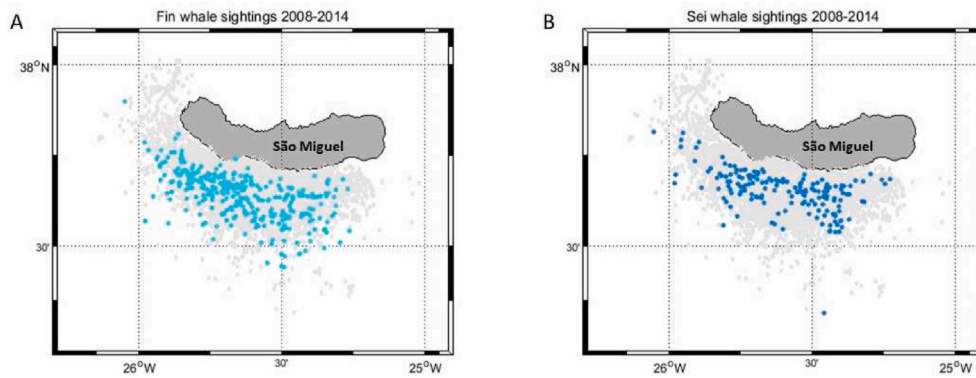 A
Fin whale sightings 2008-2014
38°N
São Miguel
30'
26°W
30'
25°W
B
Sei whale sightings 2008-2014
38°N
São Miguel
30'
26°W
30'
25°W